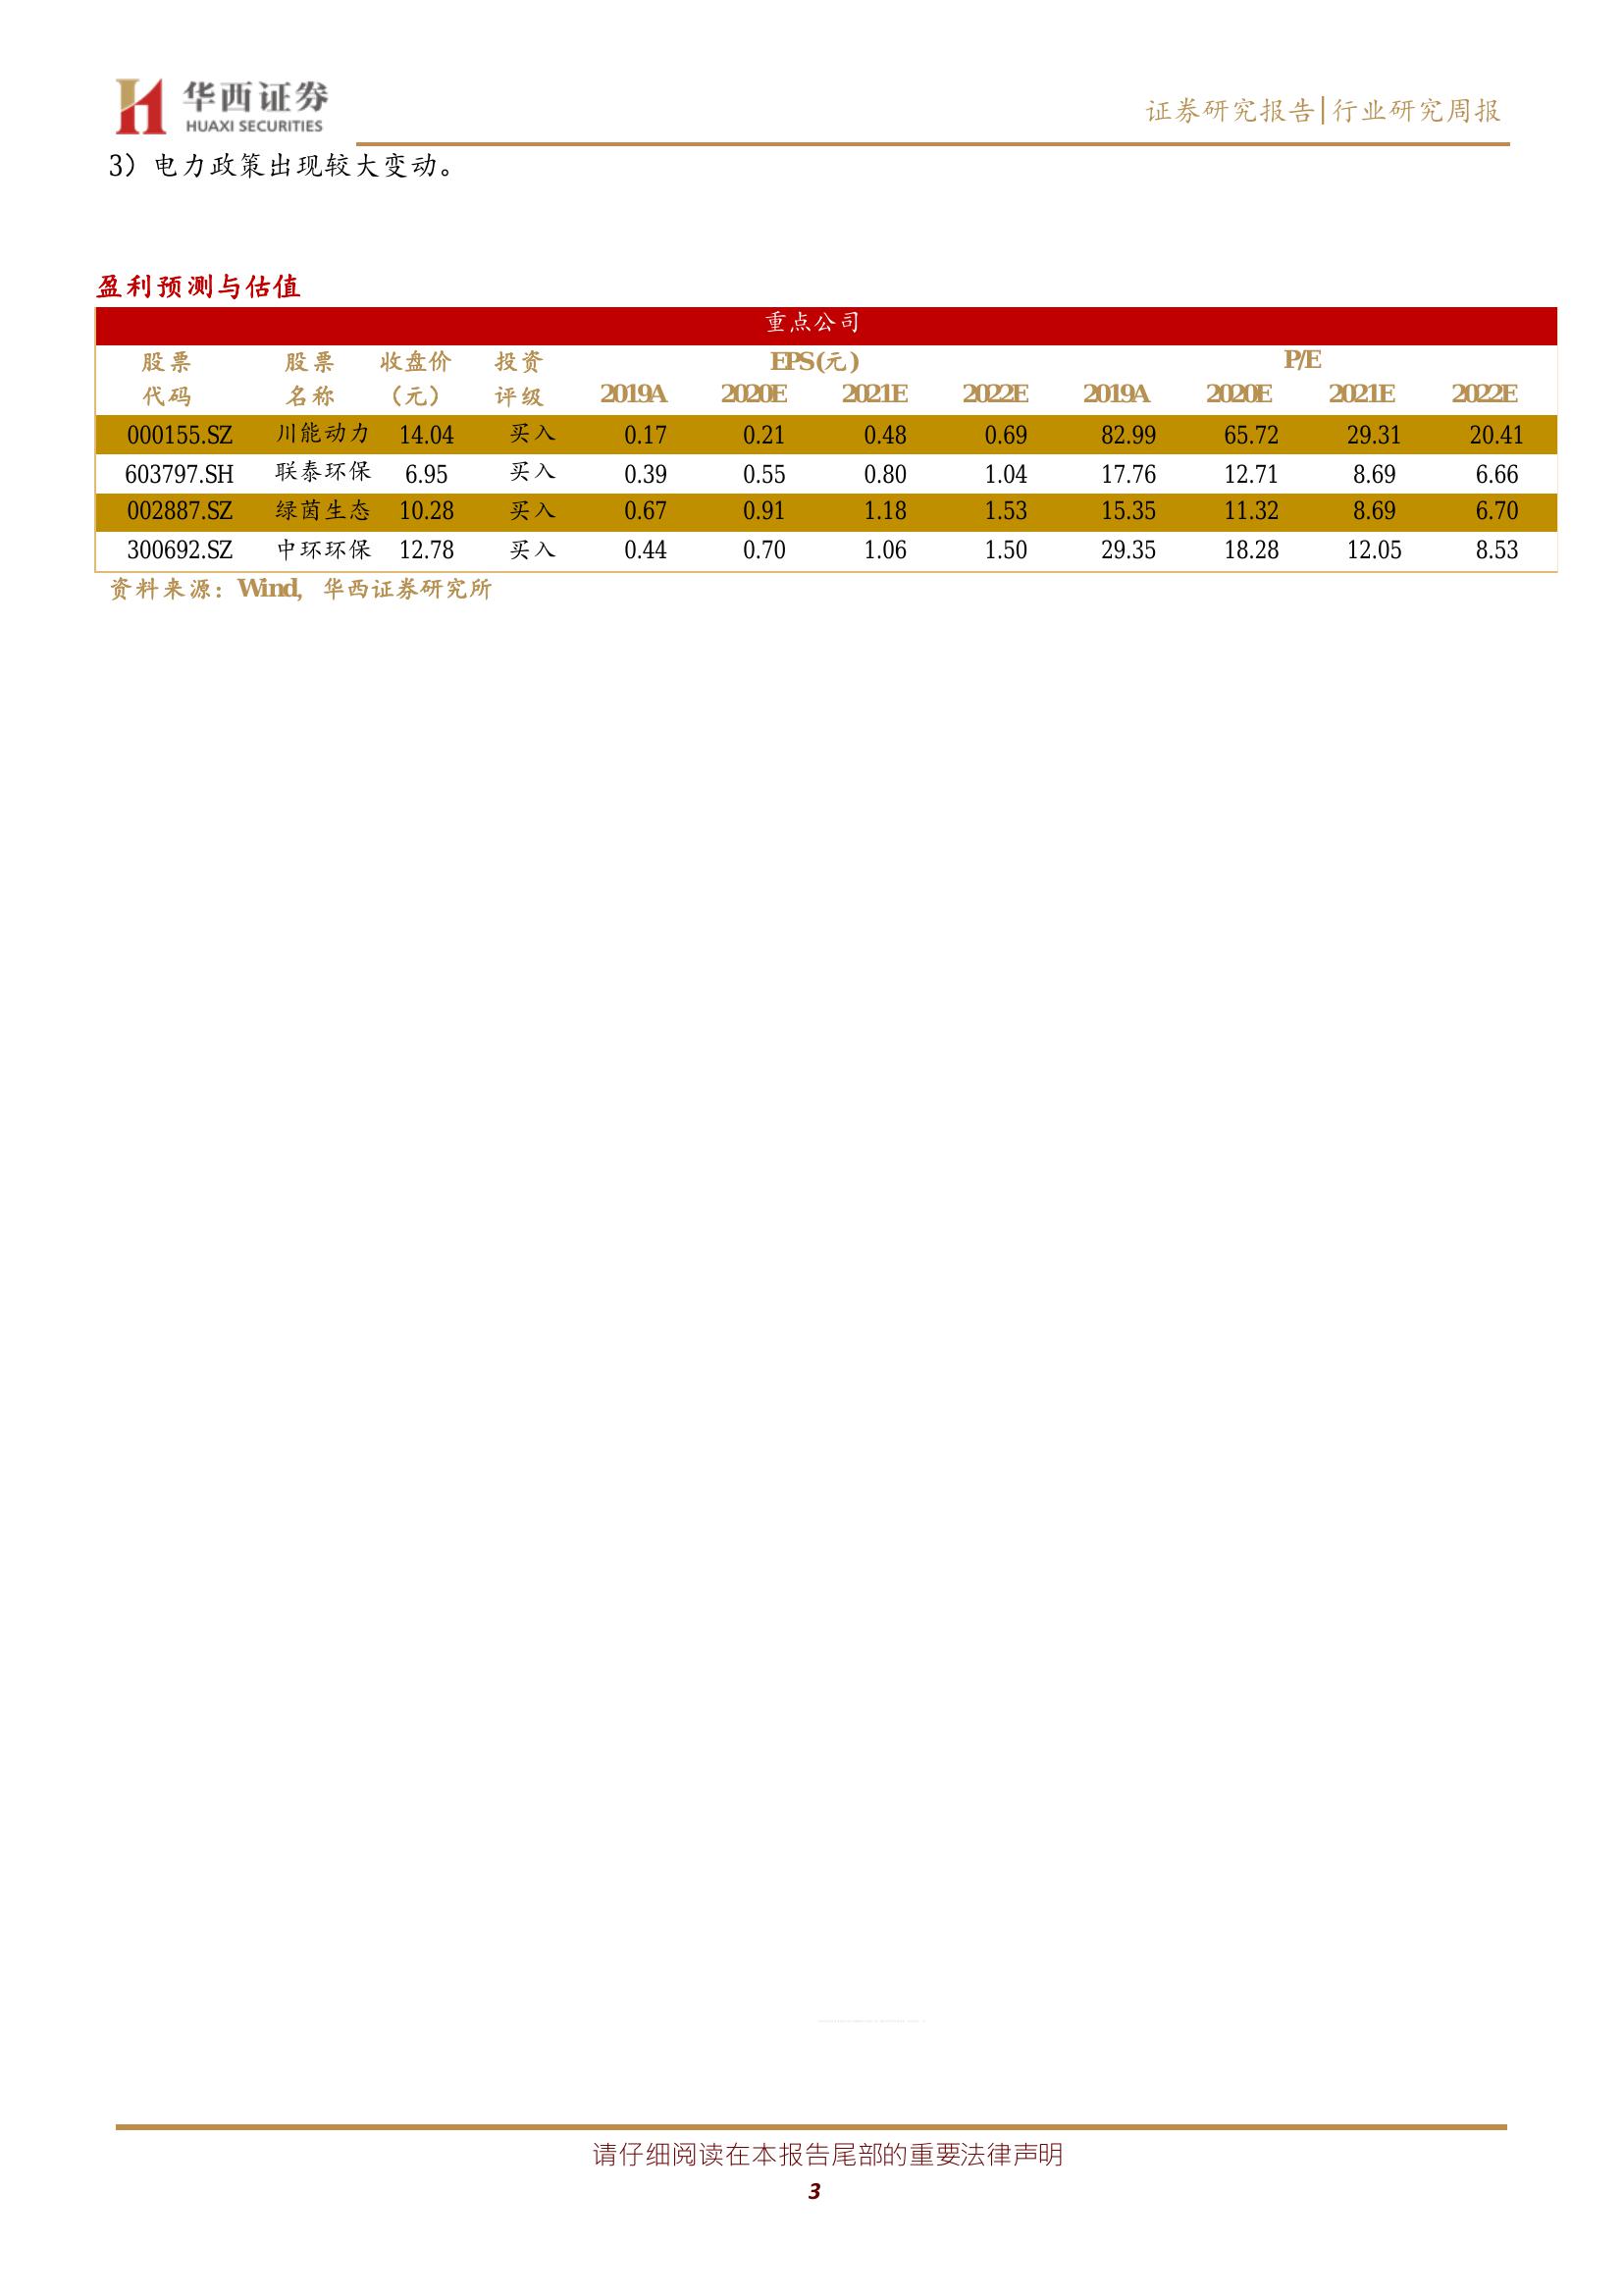 华西证券
HUAXI SECURITIES
证券研究报告|行业研究周报
3）电力政策出现较大变动。
盈利预测与估值
重点公司
股票 股票 收盘价 投资 EPS(元) P/E
代码 名称 （元） 评级 2019A 2020E 2021E 2022E 2019A 2020E 2021E 2022E
000155.SZ 川能动力 14.04 买入 0.17 0.21 0.48 0.69 82.99 65.72 29.31 20.41
603797.SH 联泰环保 6.95 买入 0.39 0.55 0.80 1.04 17.76 12.71 8.69 6.66
002887.SZ 绿茵生态 10.28 买入 0.67 0.91 1.18 1.53 15.35 11.32 8.69 6.70
300692.SZ 中环环保 12.78 买入 0.44 0.70 1.06 1.50 29.35 18.28 12.05 8.53
资料来源：Wind，华西证券研究所
请仔细阅读在本报告尾部的重要法律声明
3